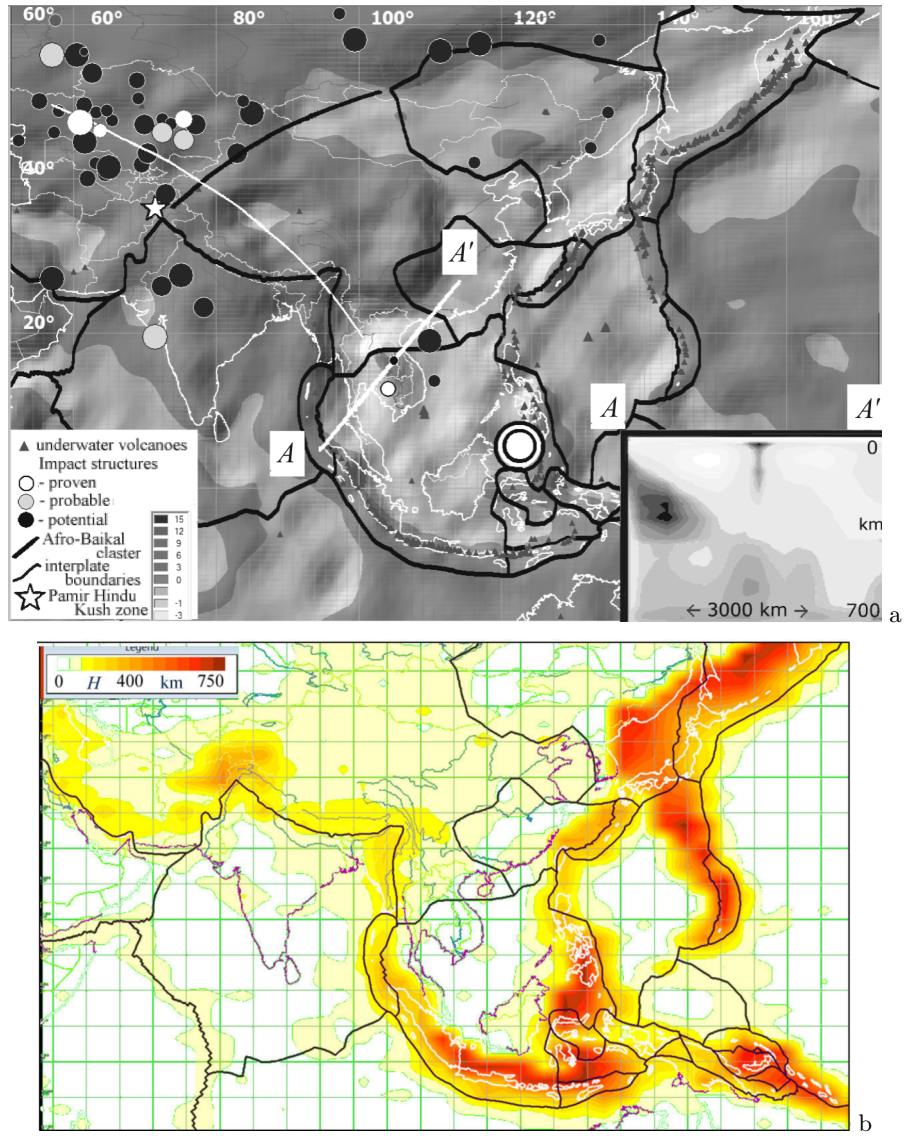 60° 60° 80° 100° 120° 140° 160°
40°
A'
20°
A
A
A'
underwater volcanoes
Impact structures
- proven
- probable
- potential
Afro-Baikal
claster
interplate
boundaries
Pamir Hindu
Kush zone
15
12
9
6
3
0
-1
-3
0
km
← 3000 km → 700
a
Legend
0 H 400 km 750
b